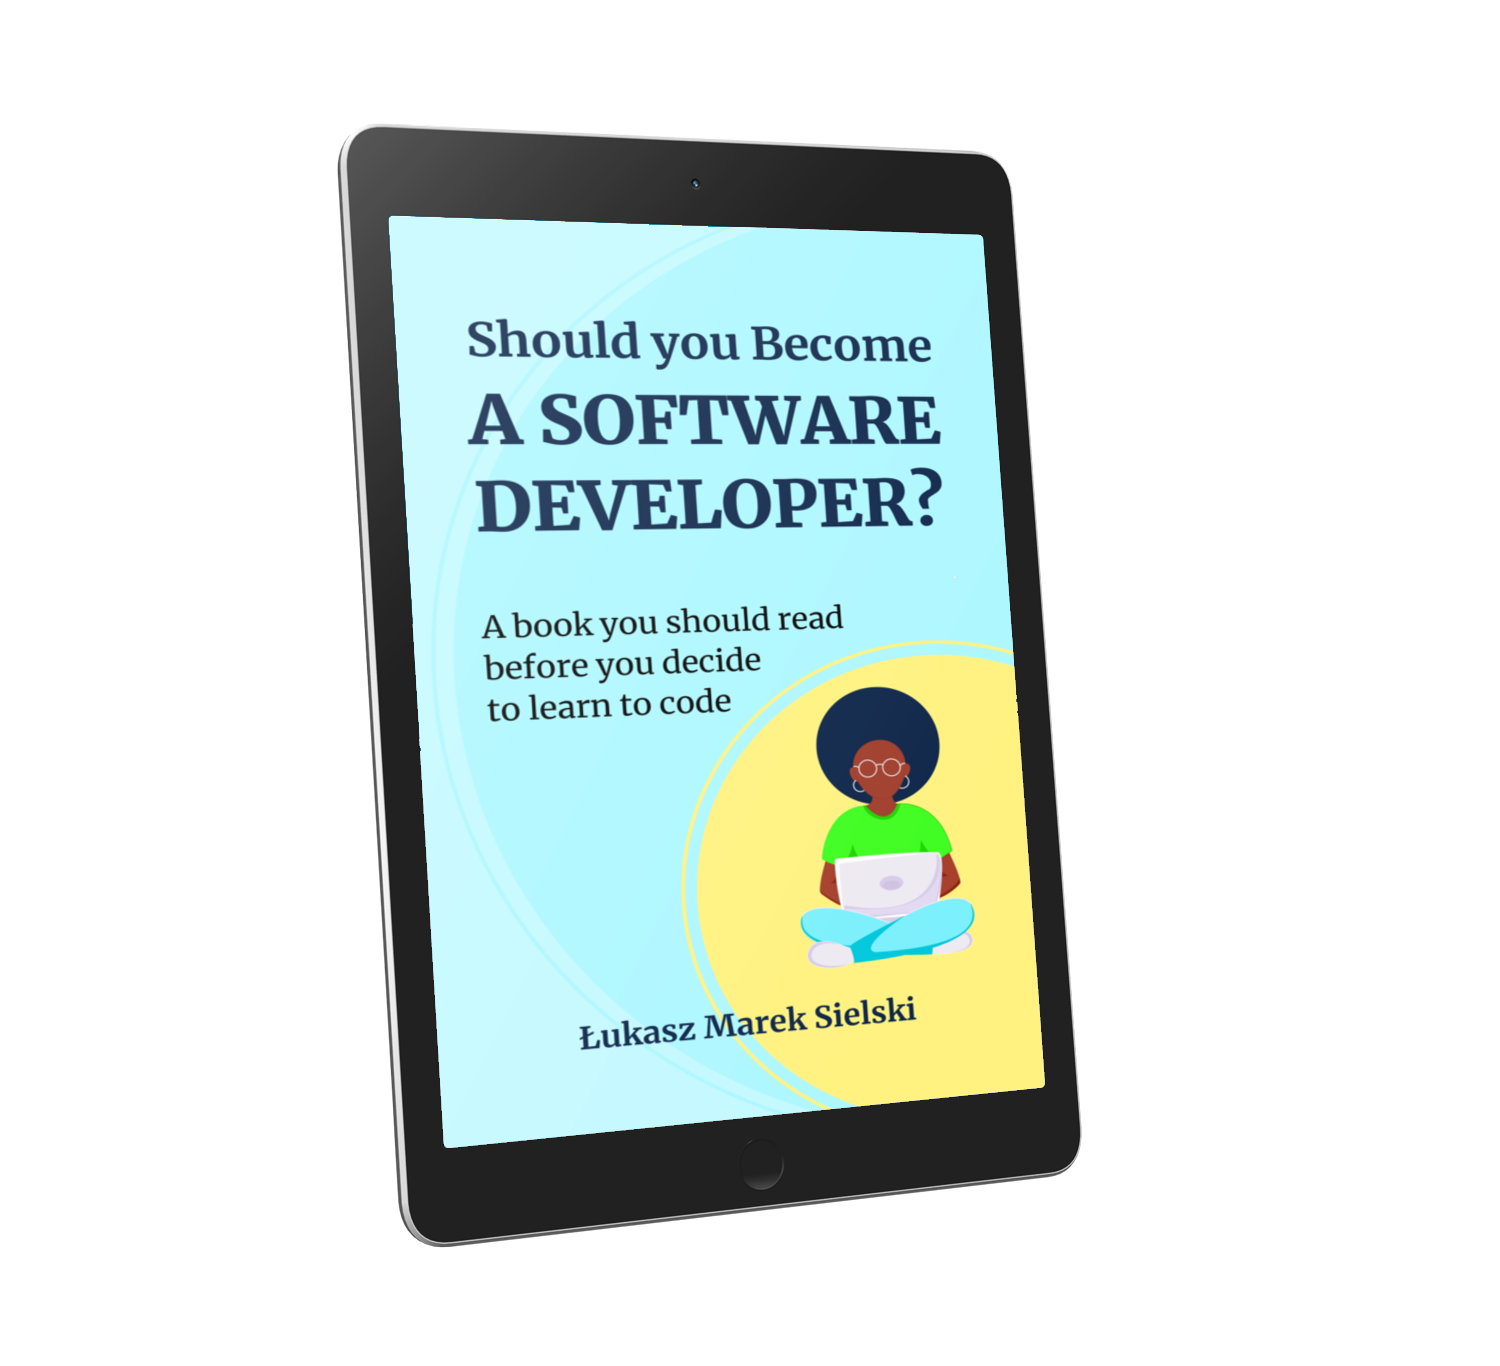 Should you Become
A SOFTWARE
DEVELOPER?
A book you should read
before you decide
to learn to code
Łukasz Marek Sielski